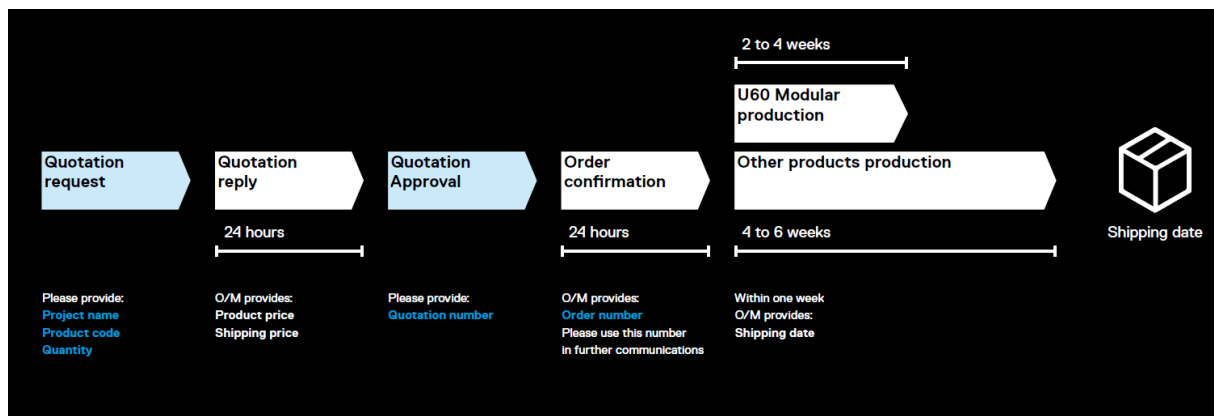 2 to 4 weeks
U60 Modular
production
Quotation
request
Quotation
reply
Quotation
Approval
Order
confirmation
Other products production
24 hours
24 hours
4 to 6 weeks
Shipping date
Please provide:
Project name
Product code
Quantity
O/M provides:
Product price
Shipping price
Please provide:
Quotation number
O/M provides:
Order number
Please use this number
in further communications
Within one week
O/M provides:
Shipping date